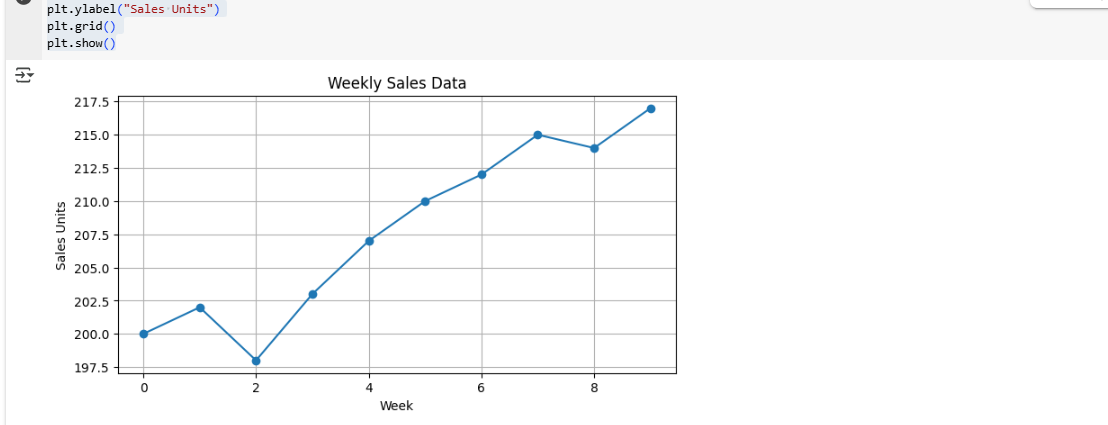 plt.ylabel("Sales Units")
plt.grid()
plt.show()
Weekly Sales Data
217.5
215.0
212.5
210.0
207.5
205.0
202.5
200.0
197.5
Sales Units
0 2 4 6 8
Week